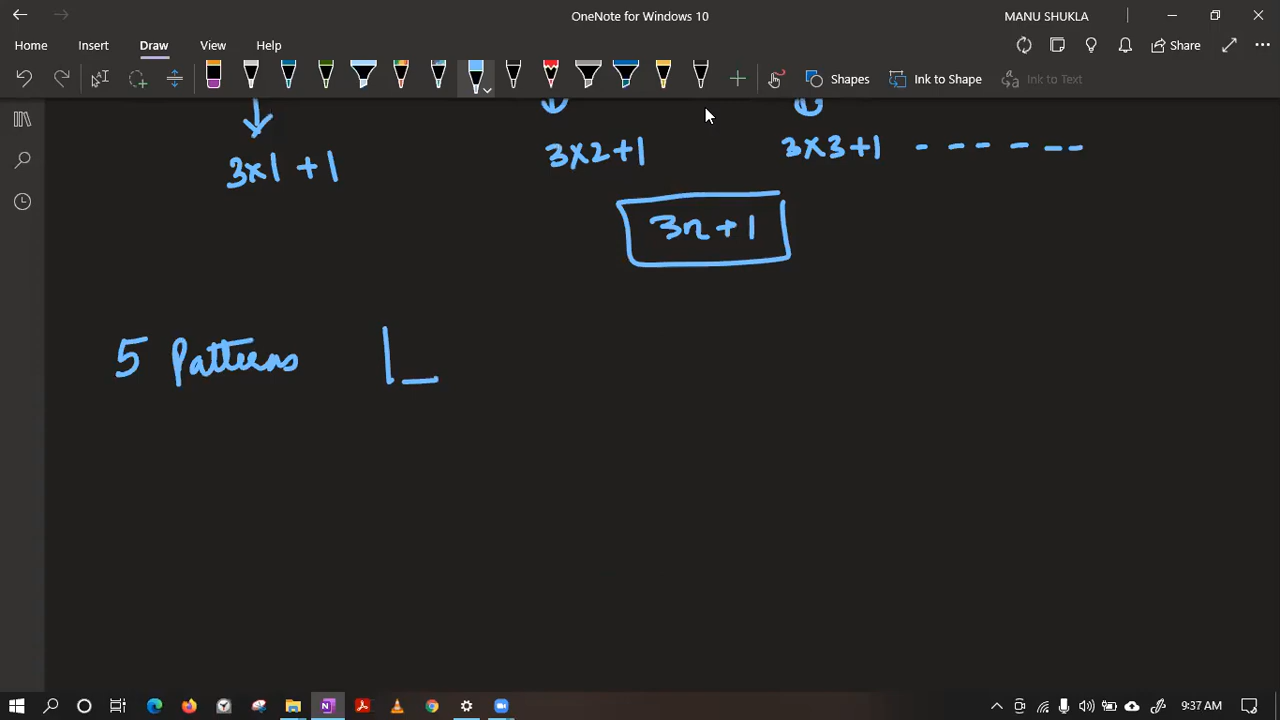 OneNote for Windows 10
MANU SHUKLA
Home Insert Draw View Help
Share
Shapes Ink to Shape Ink to Text
3x1 +1
3x2+1
3x3+1 - - - - - -
3n+1
5 Patterns
9:37 AM